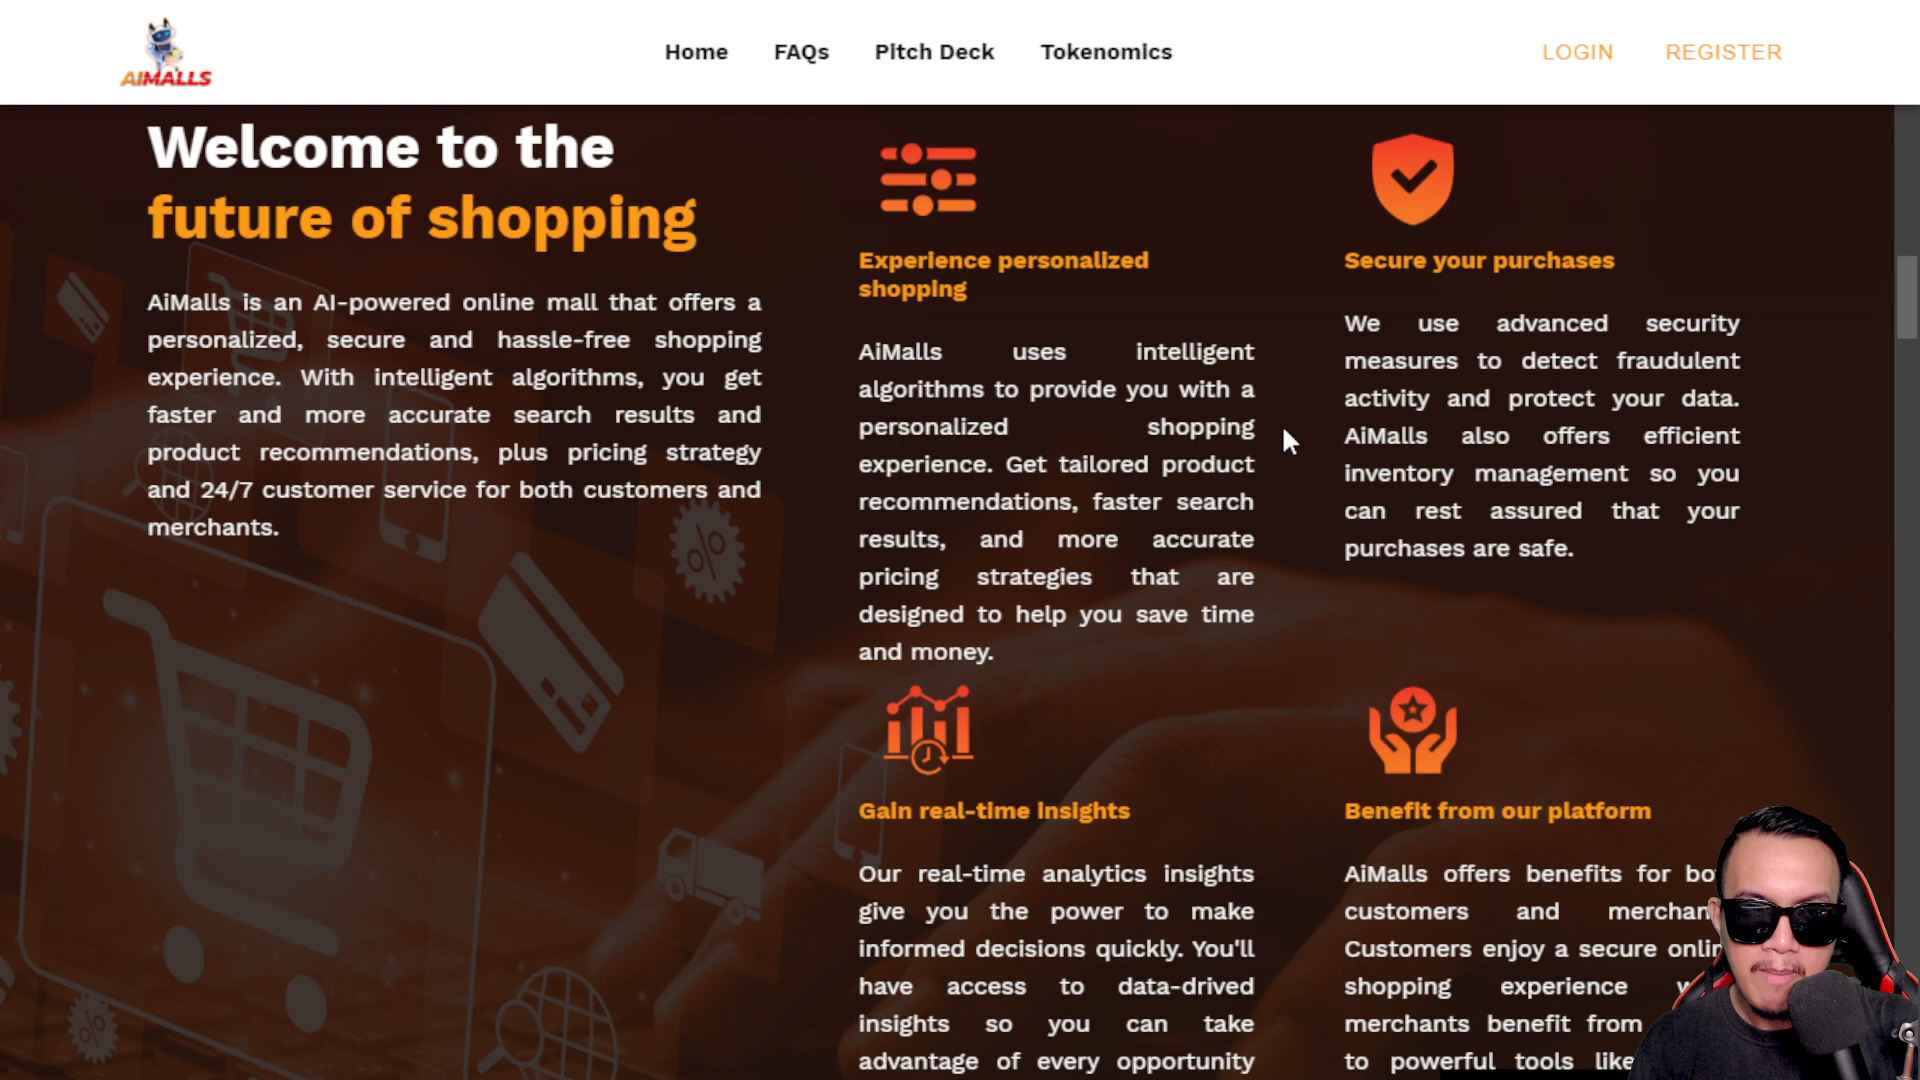 AIMALLS
Home
FAQs
Pitch Deck
Tokenomics
LOGIN
REGISTER
Welcome to the
future of shopping
AiMalls is an AI-powered online mall that offers a
personalized, secure and hassle-free shopping
experience. With intelligent algorithms, you get
faster and more accurate search results and
product recommendations, plus pricing strategy
and 24/7 customer service for both customers and
merchants.
Experience personalized
shopping
AiMalls uses intelligent
algorithms to provide you with a
personalized shopping
experience. Get tailored product
recommendations, faster search
results, and more accurate
pricing strategies that are
designed to help you save time
and money.
Secure your purchases
We use advanced security
measures to detect fraudulent
activity and protect your data.
AiMalls also offers efficient
inventory management so you
can rest assured that your
purchases are safe.
Gain real-time insights
Our real-time analytics insights
give you the power to make
informed decisions quickly. You'll
have access to data-drived
insights so you can take
advantage of every opportunity
Benefit from our platform
AiMalls offers benefits for
customers and
Customers enjoy a secure
shopping experience
merchants benefit from
to powerful tools like